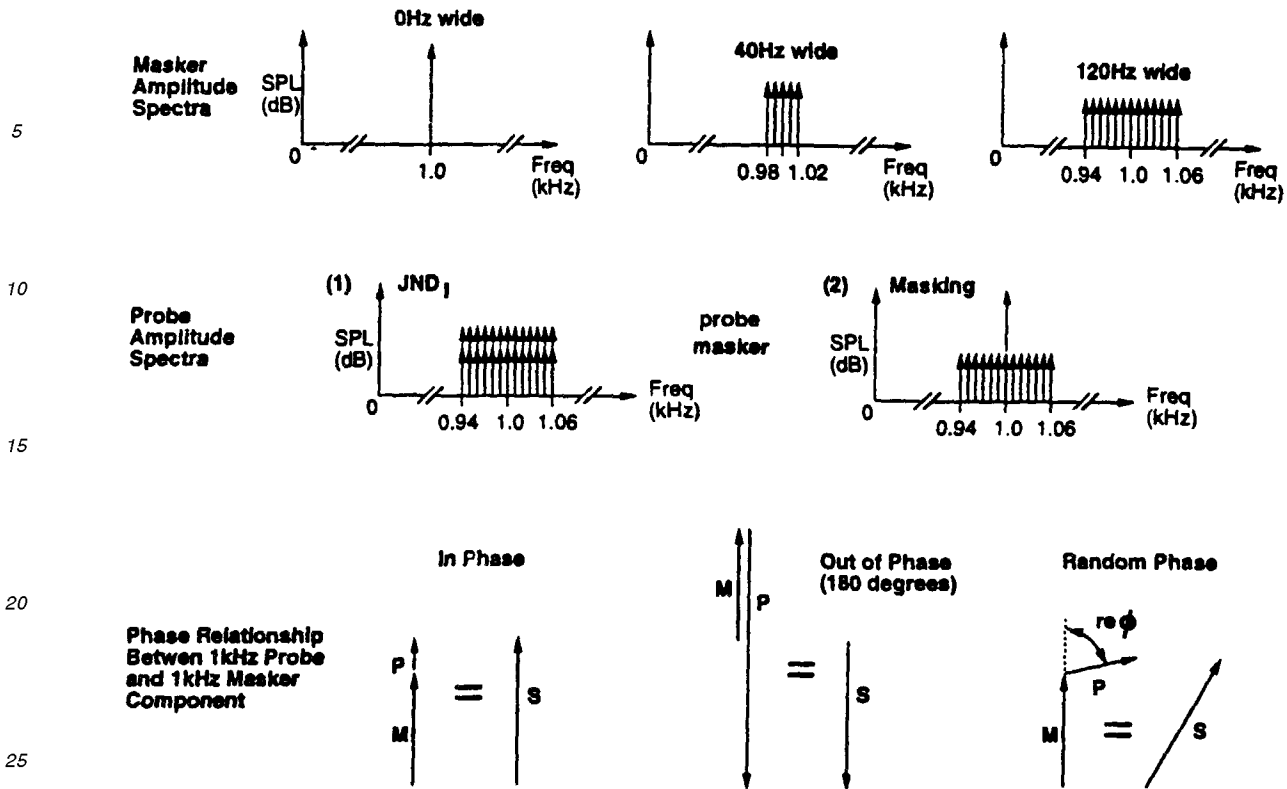 0Hz wide
40Hz wide
120Hz wide
Masker
Amplitude
Spectra
SPL
(dB)
0
1.0
Freq
(kHz)
0
0.98 1.02
Freq
(kHz)
0
0.94 1.0 1.06
Freq
(kHz)
5
10
Probe
Amplitude
Spectra
(1) JND I
SPL
(dB)
0
0.94 1.0 1.06
Freq
(kHz)
probe
masker
(2) Masking
SPL
(dB)
0
0.94 1.0 1.06
Freq
(kHz)
15
20
Phase Relationship
Betwen 1kHz Probe
and 1kHz Masker
Component
In Phase
P
M
=
S
Out of Phase
(180 degrees)
M
P
=
S
Random Phase
re ϕ
P
M
=
S
25